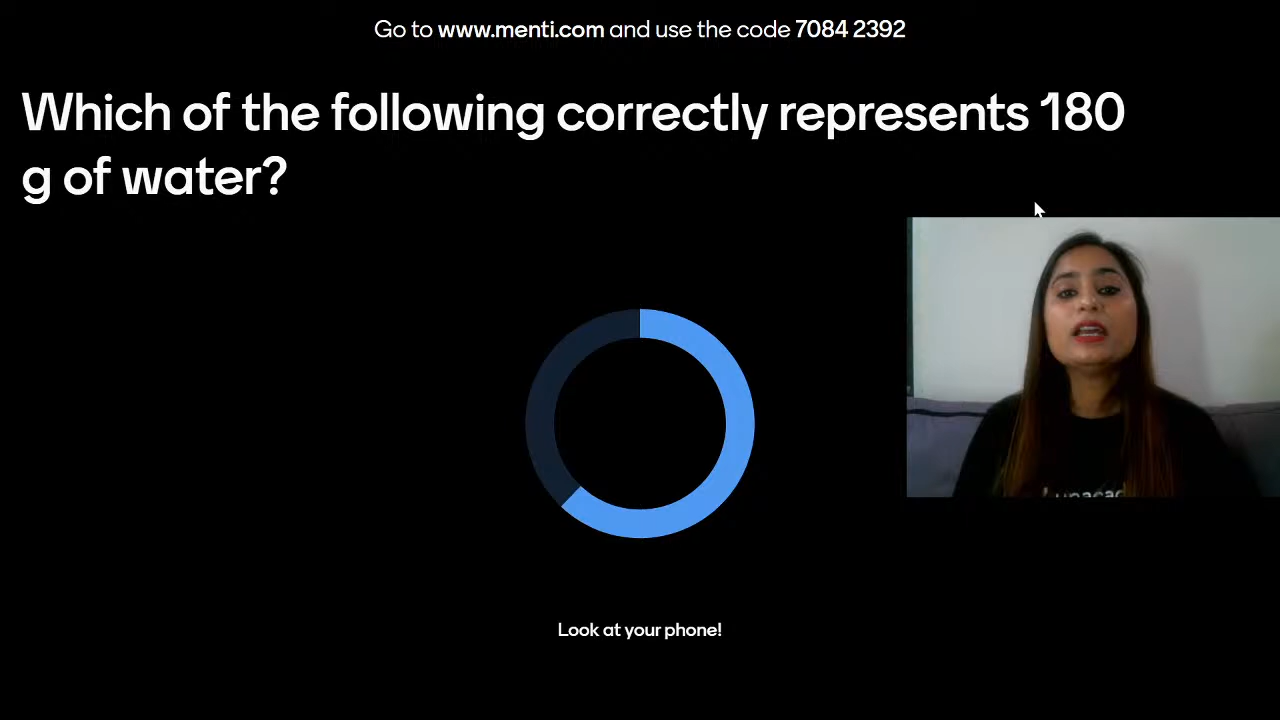 Go to www.menti.com and use the code 7084 2392
Which of the following correctly represents 180
g of water?
Look at your phone!